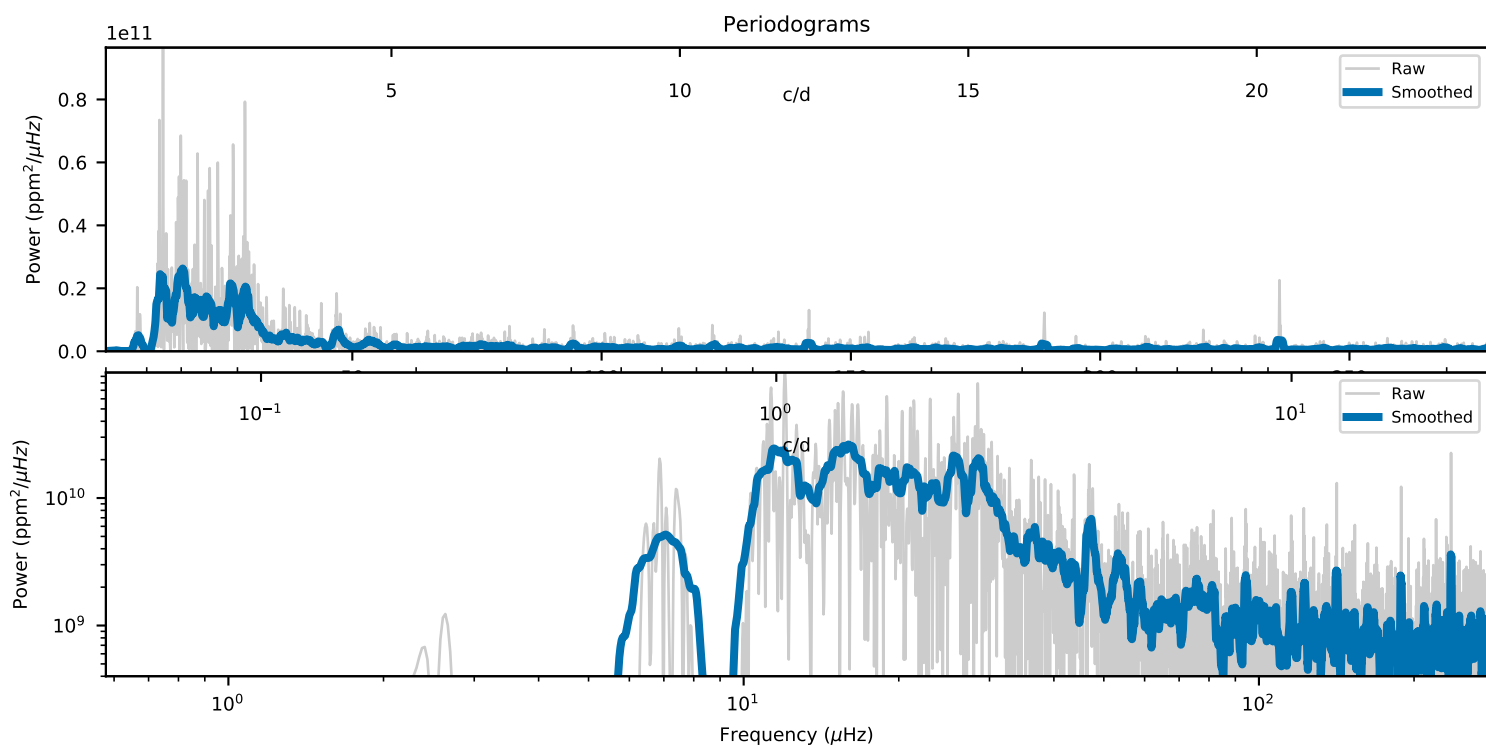 Periodograms
1e11
Power (ppm²/μHz)
0.8
0.6
0.4
0.2
0.0
5 10 15 20
c/d
Raw
Smoothed
Power (ppm²/μHz)
10¹⁰
10⁹
10⁻¹ 10⁰ 10¹
c/d
Raw
Smoothed
10⁰ 10¹ 10²
Frequency (μHz)